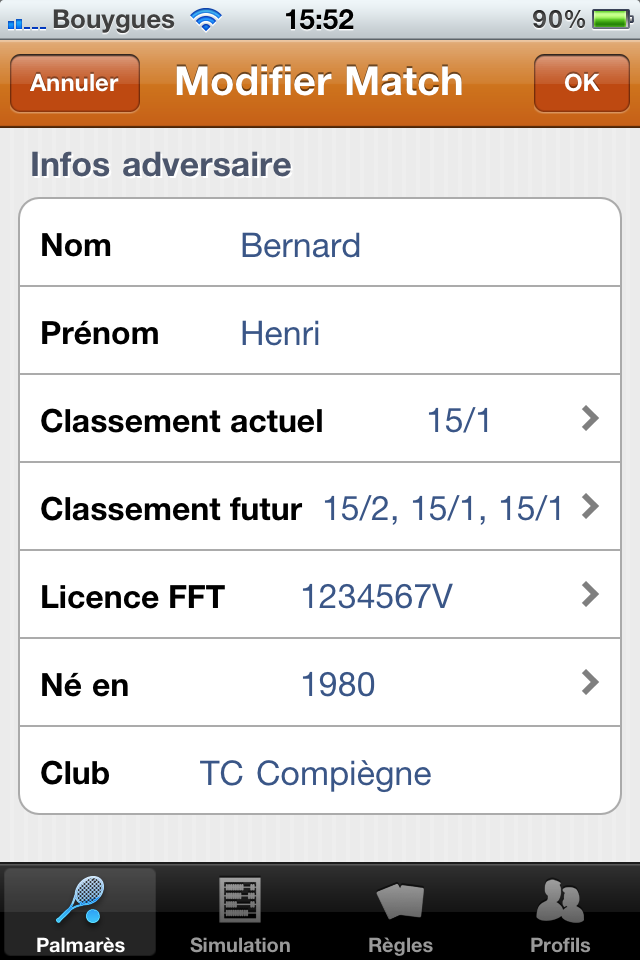 Bouygues 15:52 90%
Annuler Modifier Match OK
Infos adversaire
Nom Bernard
Prénom Henri
Classement actuel 15/1
Classement futur 15/2, 15/1, 15/1
Licence FFT 1234567V
Né en 1980
Club TC Compiègne
Palmarès Simulation Règles Profils